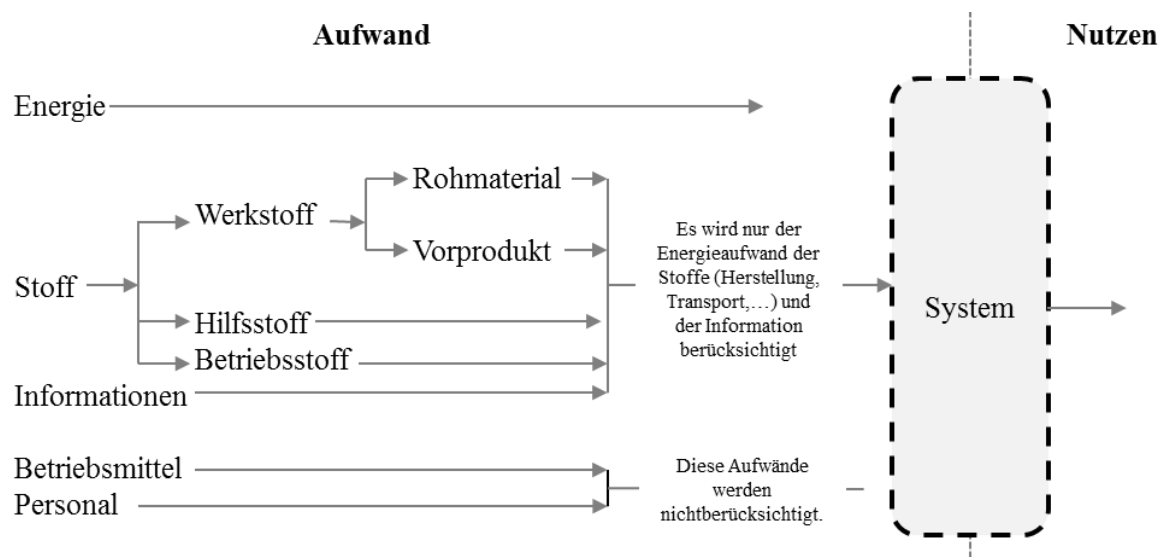 Aufwand
Nutzen
Energie
Rohmaterial
Werkstoff
Vorprodukt
Stoff
Hilfsstoff
Betriebsstoff
Informationen
Es wird nur der
Energieaufwand der
Stoffe (Herstellung,
Transport,…) und
der Information
berücksichtigt
System
Betriebsmittel
Personal
Diese Aufwände
werden
nichtberücksichtigt.